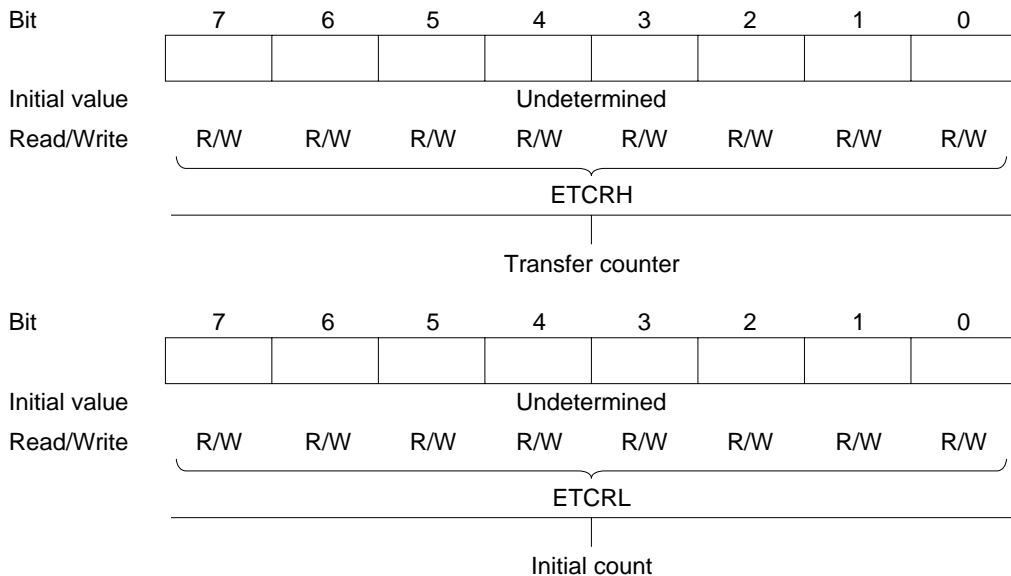 Bit 7 6 5 4 3 2 1 0
Initial value Undetermined
Read/Write R/W R/W R/W R/W R/W R/W R/W R/W
ETCRH
Transfer counter
Bit 7 6 5 4 3 2 1 0
Initial value Undetermined
Read/Write R/W R/W R/W R/W R/W R/W R/W R/W
ETCRL
Initial count